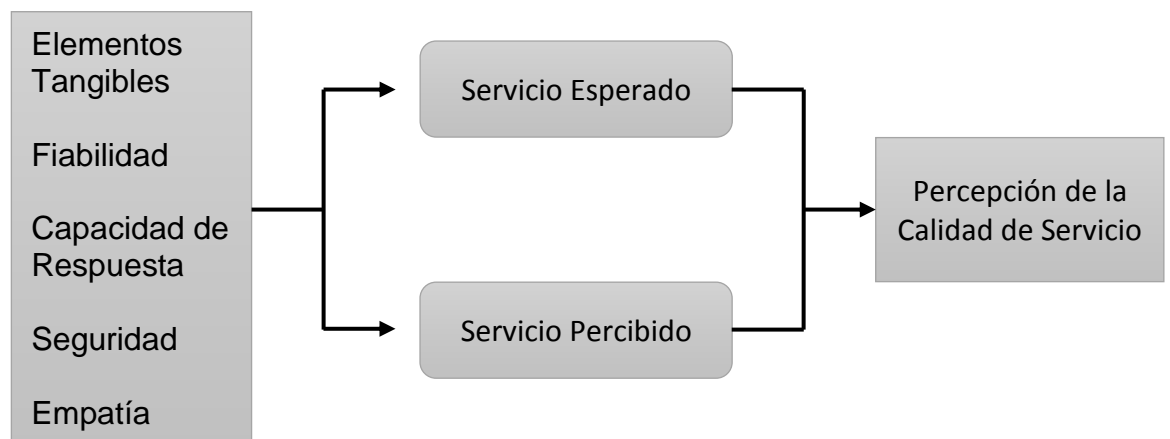 Elementos
Tangibles
Fiabilidad
Capacidad de
Respuesta
Seguridad
Empatía
Servicio Esperado
Servicio Percibido
Percepción de la
Calidad de Servicio